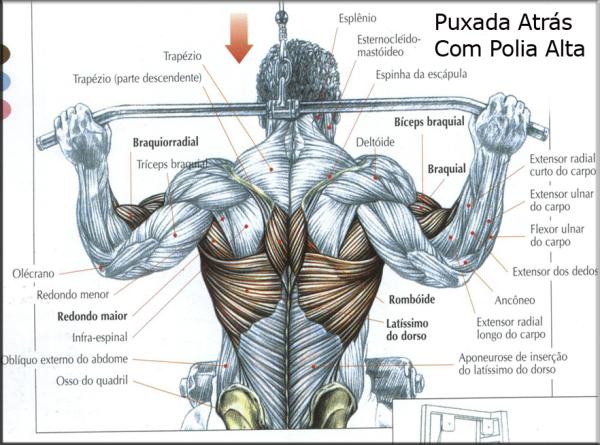 Puxada Atrás
Com Polia Alta
Esplênio
Esternocleido-
mastóideo
Espinha da escápula
Trapézio
Trapézio (parte descendente)
Bíceps braquial
Braquiorradial
Deltóide
Tríceps braquial
Braquial
Extensor radial
curto do carpo
Extensor ulnar
do carpo
Flexor ulnar
do carpo
Extensor dos dedos
Olécrano
Redondo menor
Ancôneo
Rombóide
Redondo maior
Extensor radial
longo do carpo
Latíssimo
do dorso
Infra-espinal
Oblíquo externo do abdome
Aponeurose de inserção
do latíssimo do dorso
Osso do quadril